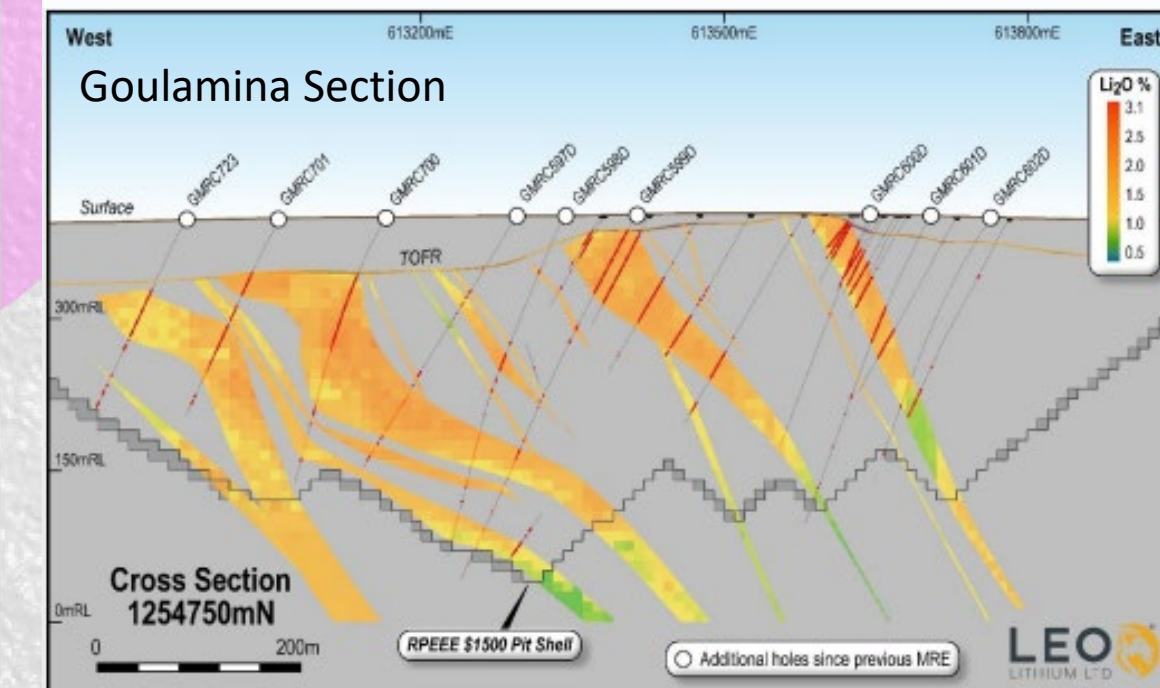 West
613200mE
613500mE
613800mE
East
Goulamina Section
Li2O %
3.1
2.5
2.0
1.5
1.0
0.5
GMRC723
GMRC701
GMRC700
GMRC597D
GMRC598D
GMRC599D
GMRC600D
GMRC601D
GMRC602D
Surface
TOFR
300mRL
150mRL
0mRL
Cross Section
1254750mN
0
200m
RPEEE $1500 Pit Shell
Additional holes since previous MRE
LEO
LITHIUM LTD